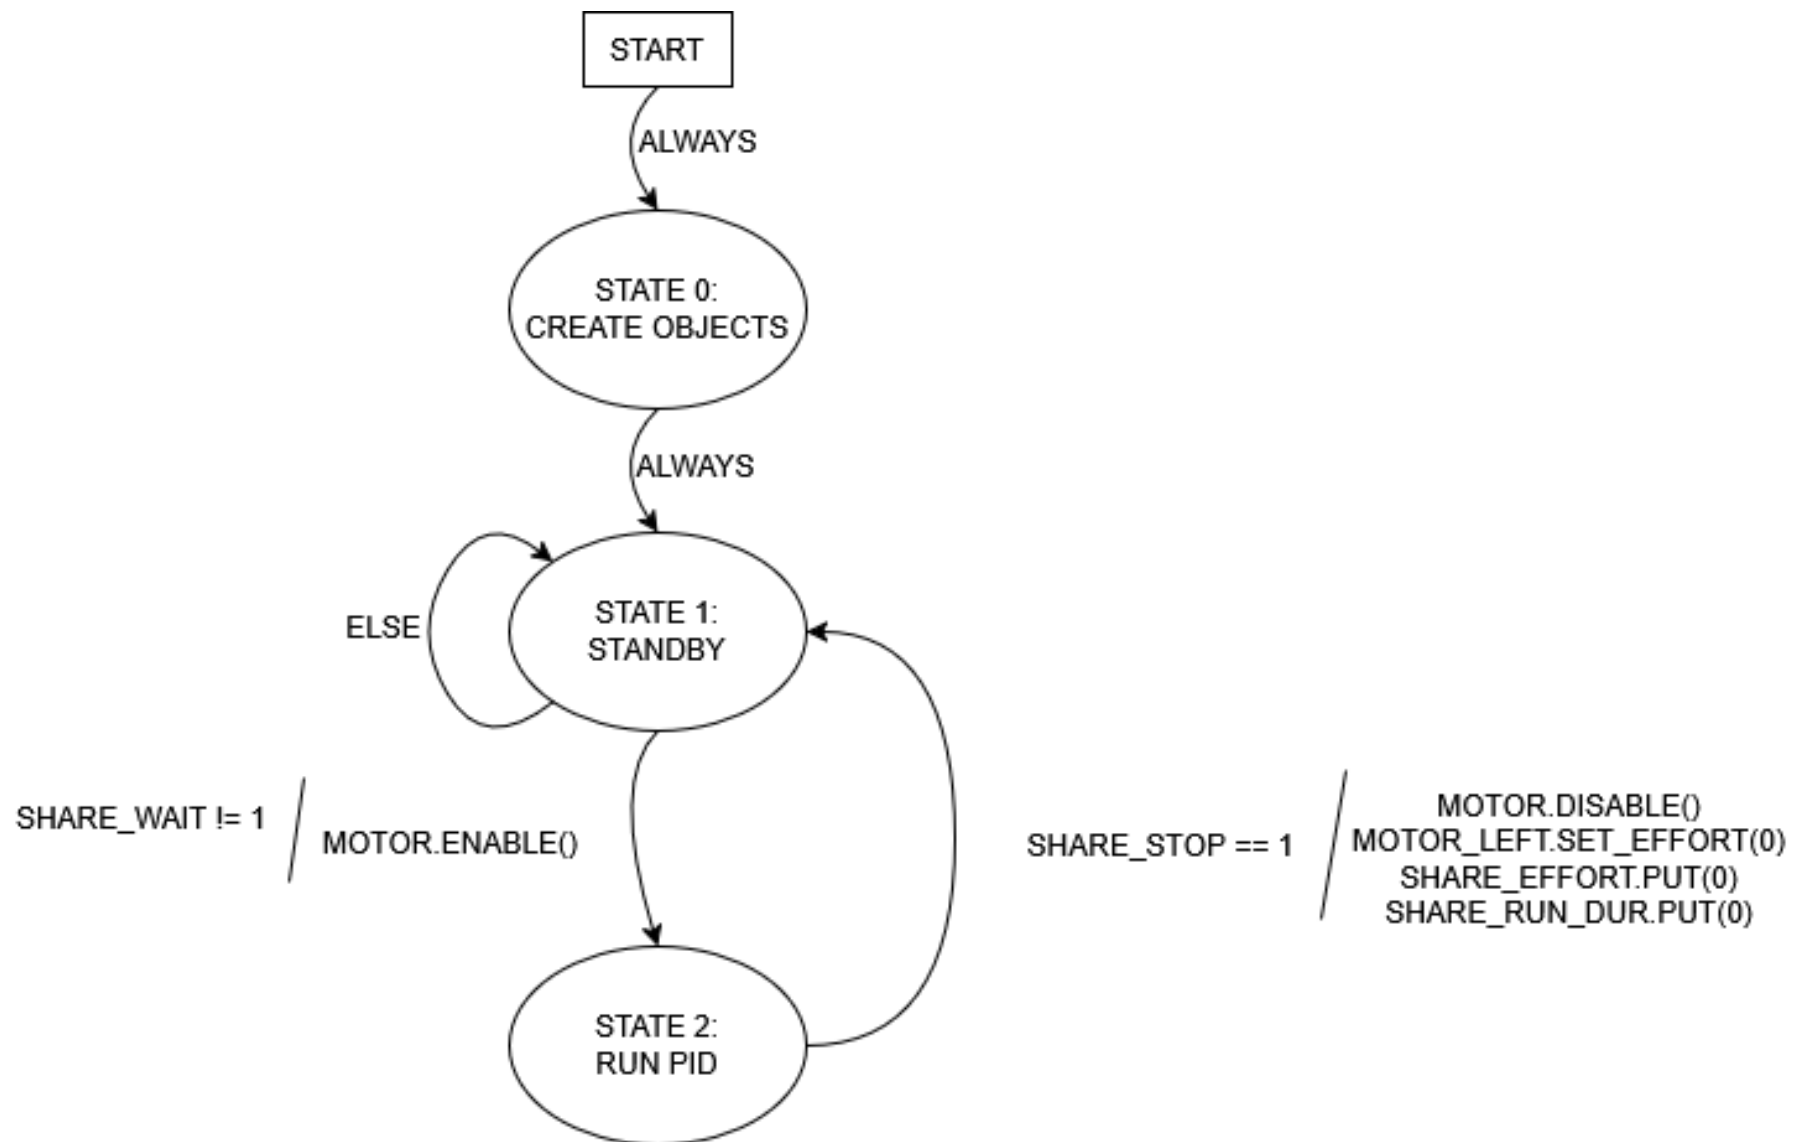 START
ALWAYS
STATE 0:
CREATE OBJECTS
ALWAYS
STATE 1:
STANDBY
ELSE
SHARE_WAIT != 1
MOTOR.ENABLE()
SHARE_STOP == 1
MOTOR.DISABLE()
MOTOR_LEFT.SET_EFFORT(0)
SHARE_EFFORT.PUT(0)
SHARE_RUN_DUR.PUT(0)
STATE 2:
RUN PID